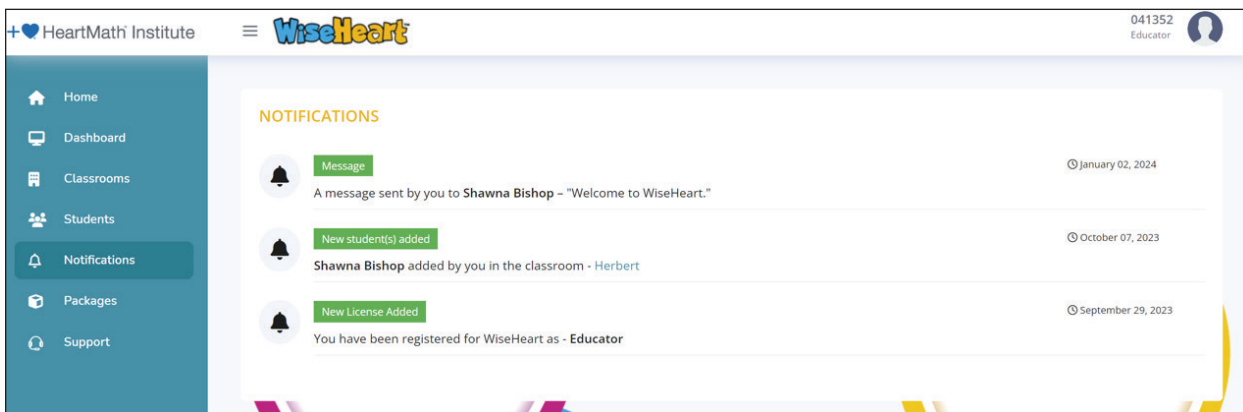 HeartMath Institute
WiseHeart
041352
Educator
Home
Dashboard
Classrooms
Students
Notifications
Packages
Support
NOTIFICATIONS
Message
January 02, 2024
A message sent by you to Shawna Bishop – "Welcome to WiseHeart."
New student(s) added
October 07, 2023
Shawna Bishop added by you in the classroom - Herbert
New License Added
September 29, 2023
You have been registered for WiseHeart as - Educator